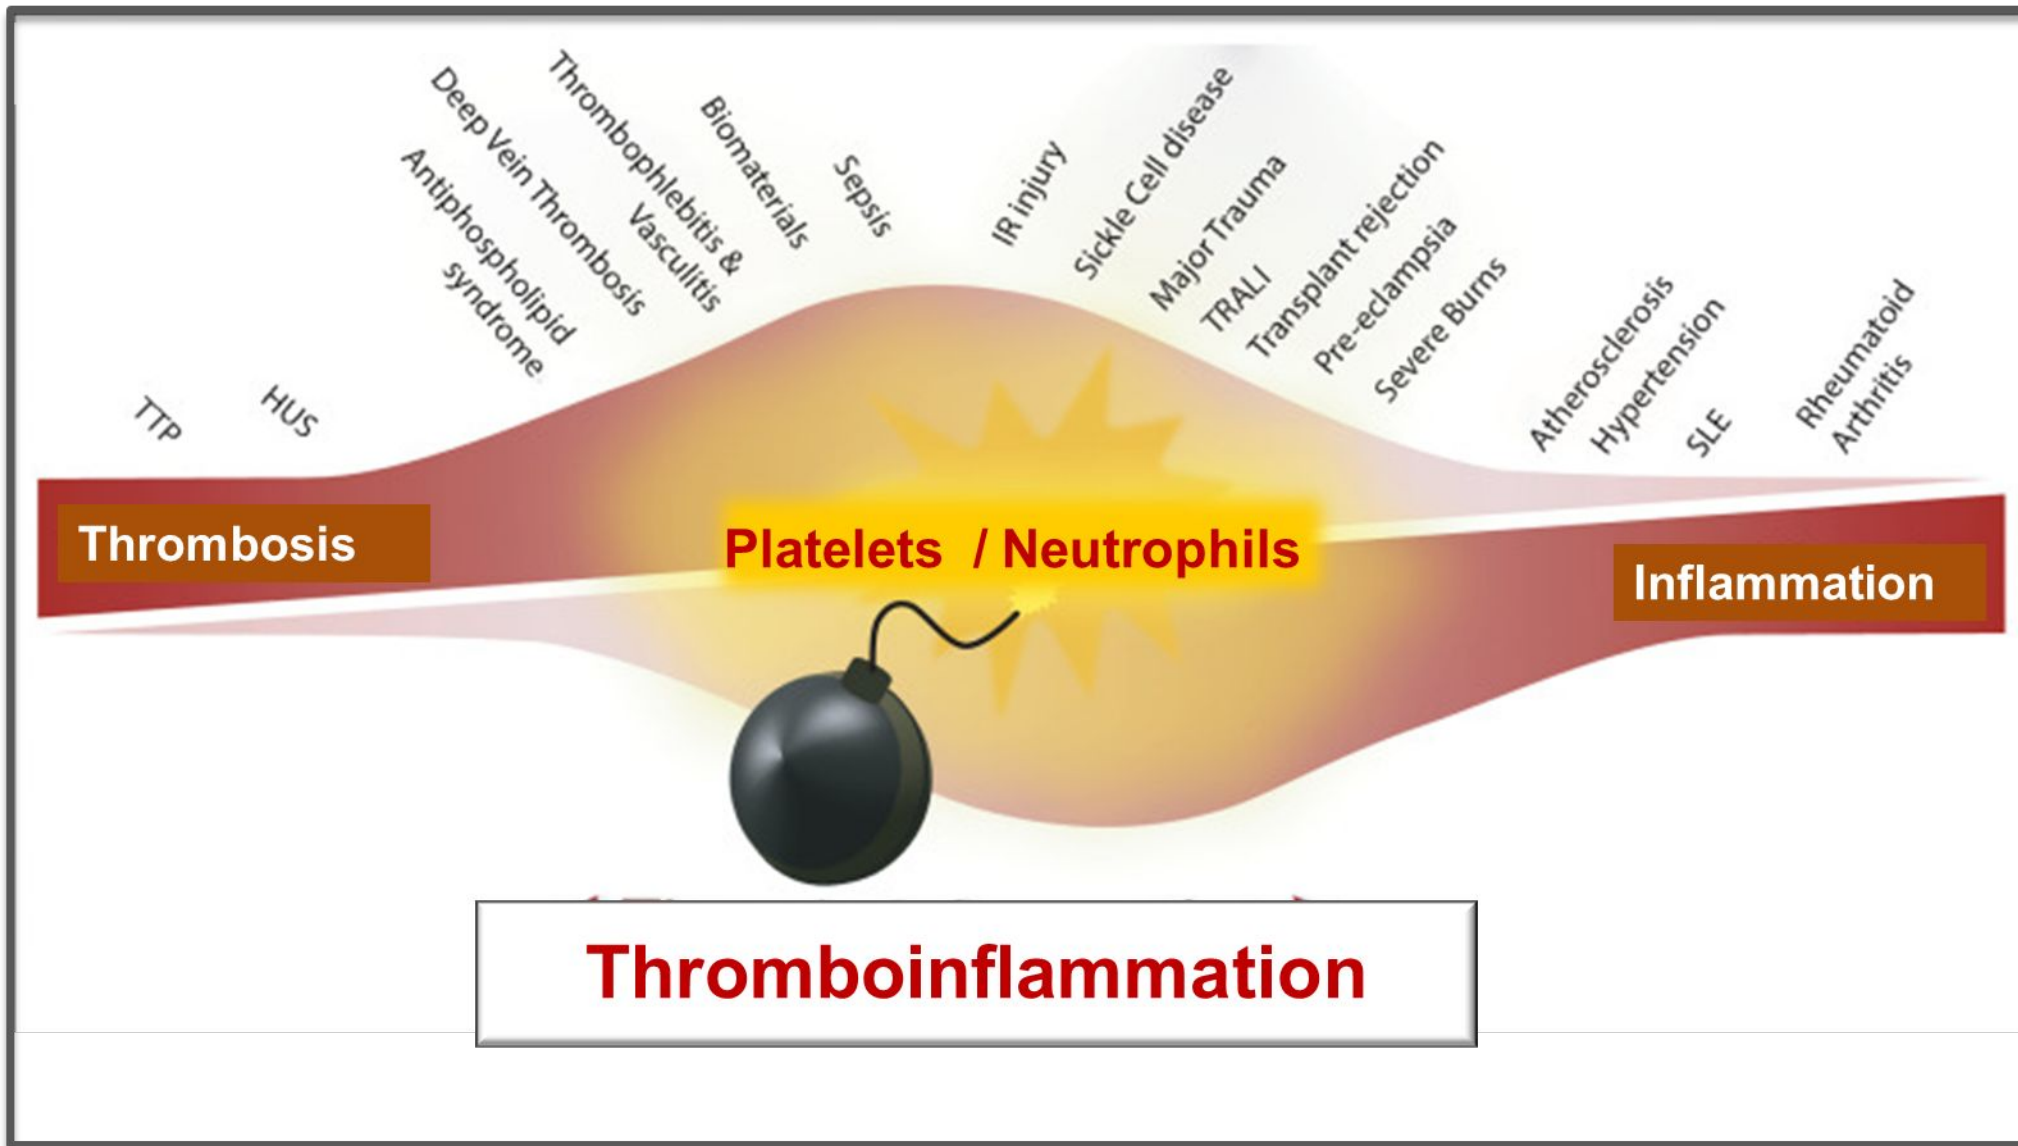 TTP
HUS
Antiphospholipid
syndrome
Deep Vein Thrombosis
Thrombophlebitis &
Vasculitis
Biomaterials
Sepsis
IR injury
Sickle Cell disease
Major Trauma
TRALI
Transplant rejection
Pre-eclampsia
Severe Burns
Atherosclerosis
Hypertension
SLE
Rheumatoid
Arthritis
Thrombosis
Platelets / Neutrophils
Inflammation
Thromboinflammation